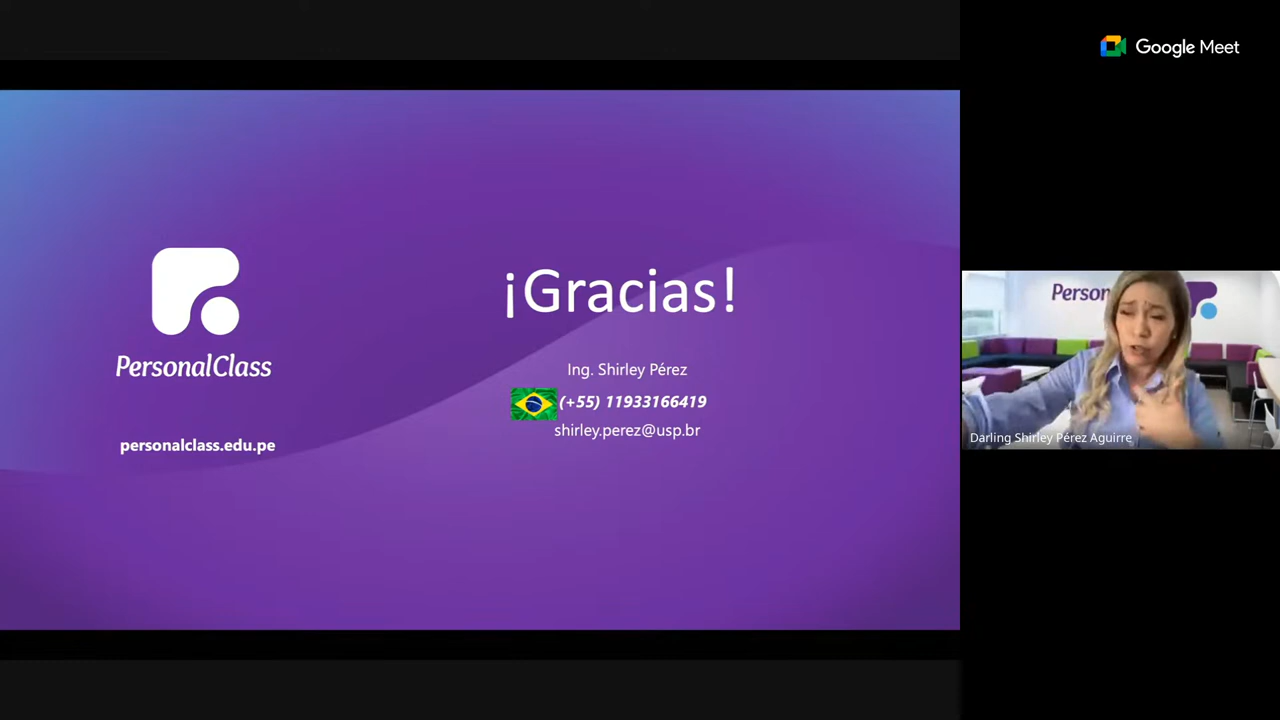 Google Meet
¡Gracias!
PersonalClass
Ing. Shirley Pérez
(+55) 11933166419
shirley.perez@usp.br
personalclass.edu.pe
Person
Darling Shirley Pérez Aguirre